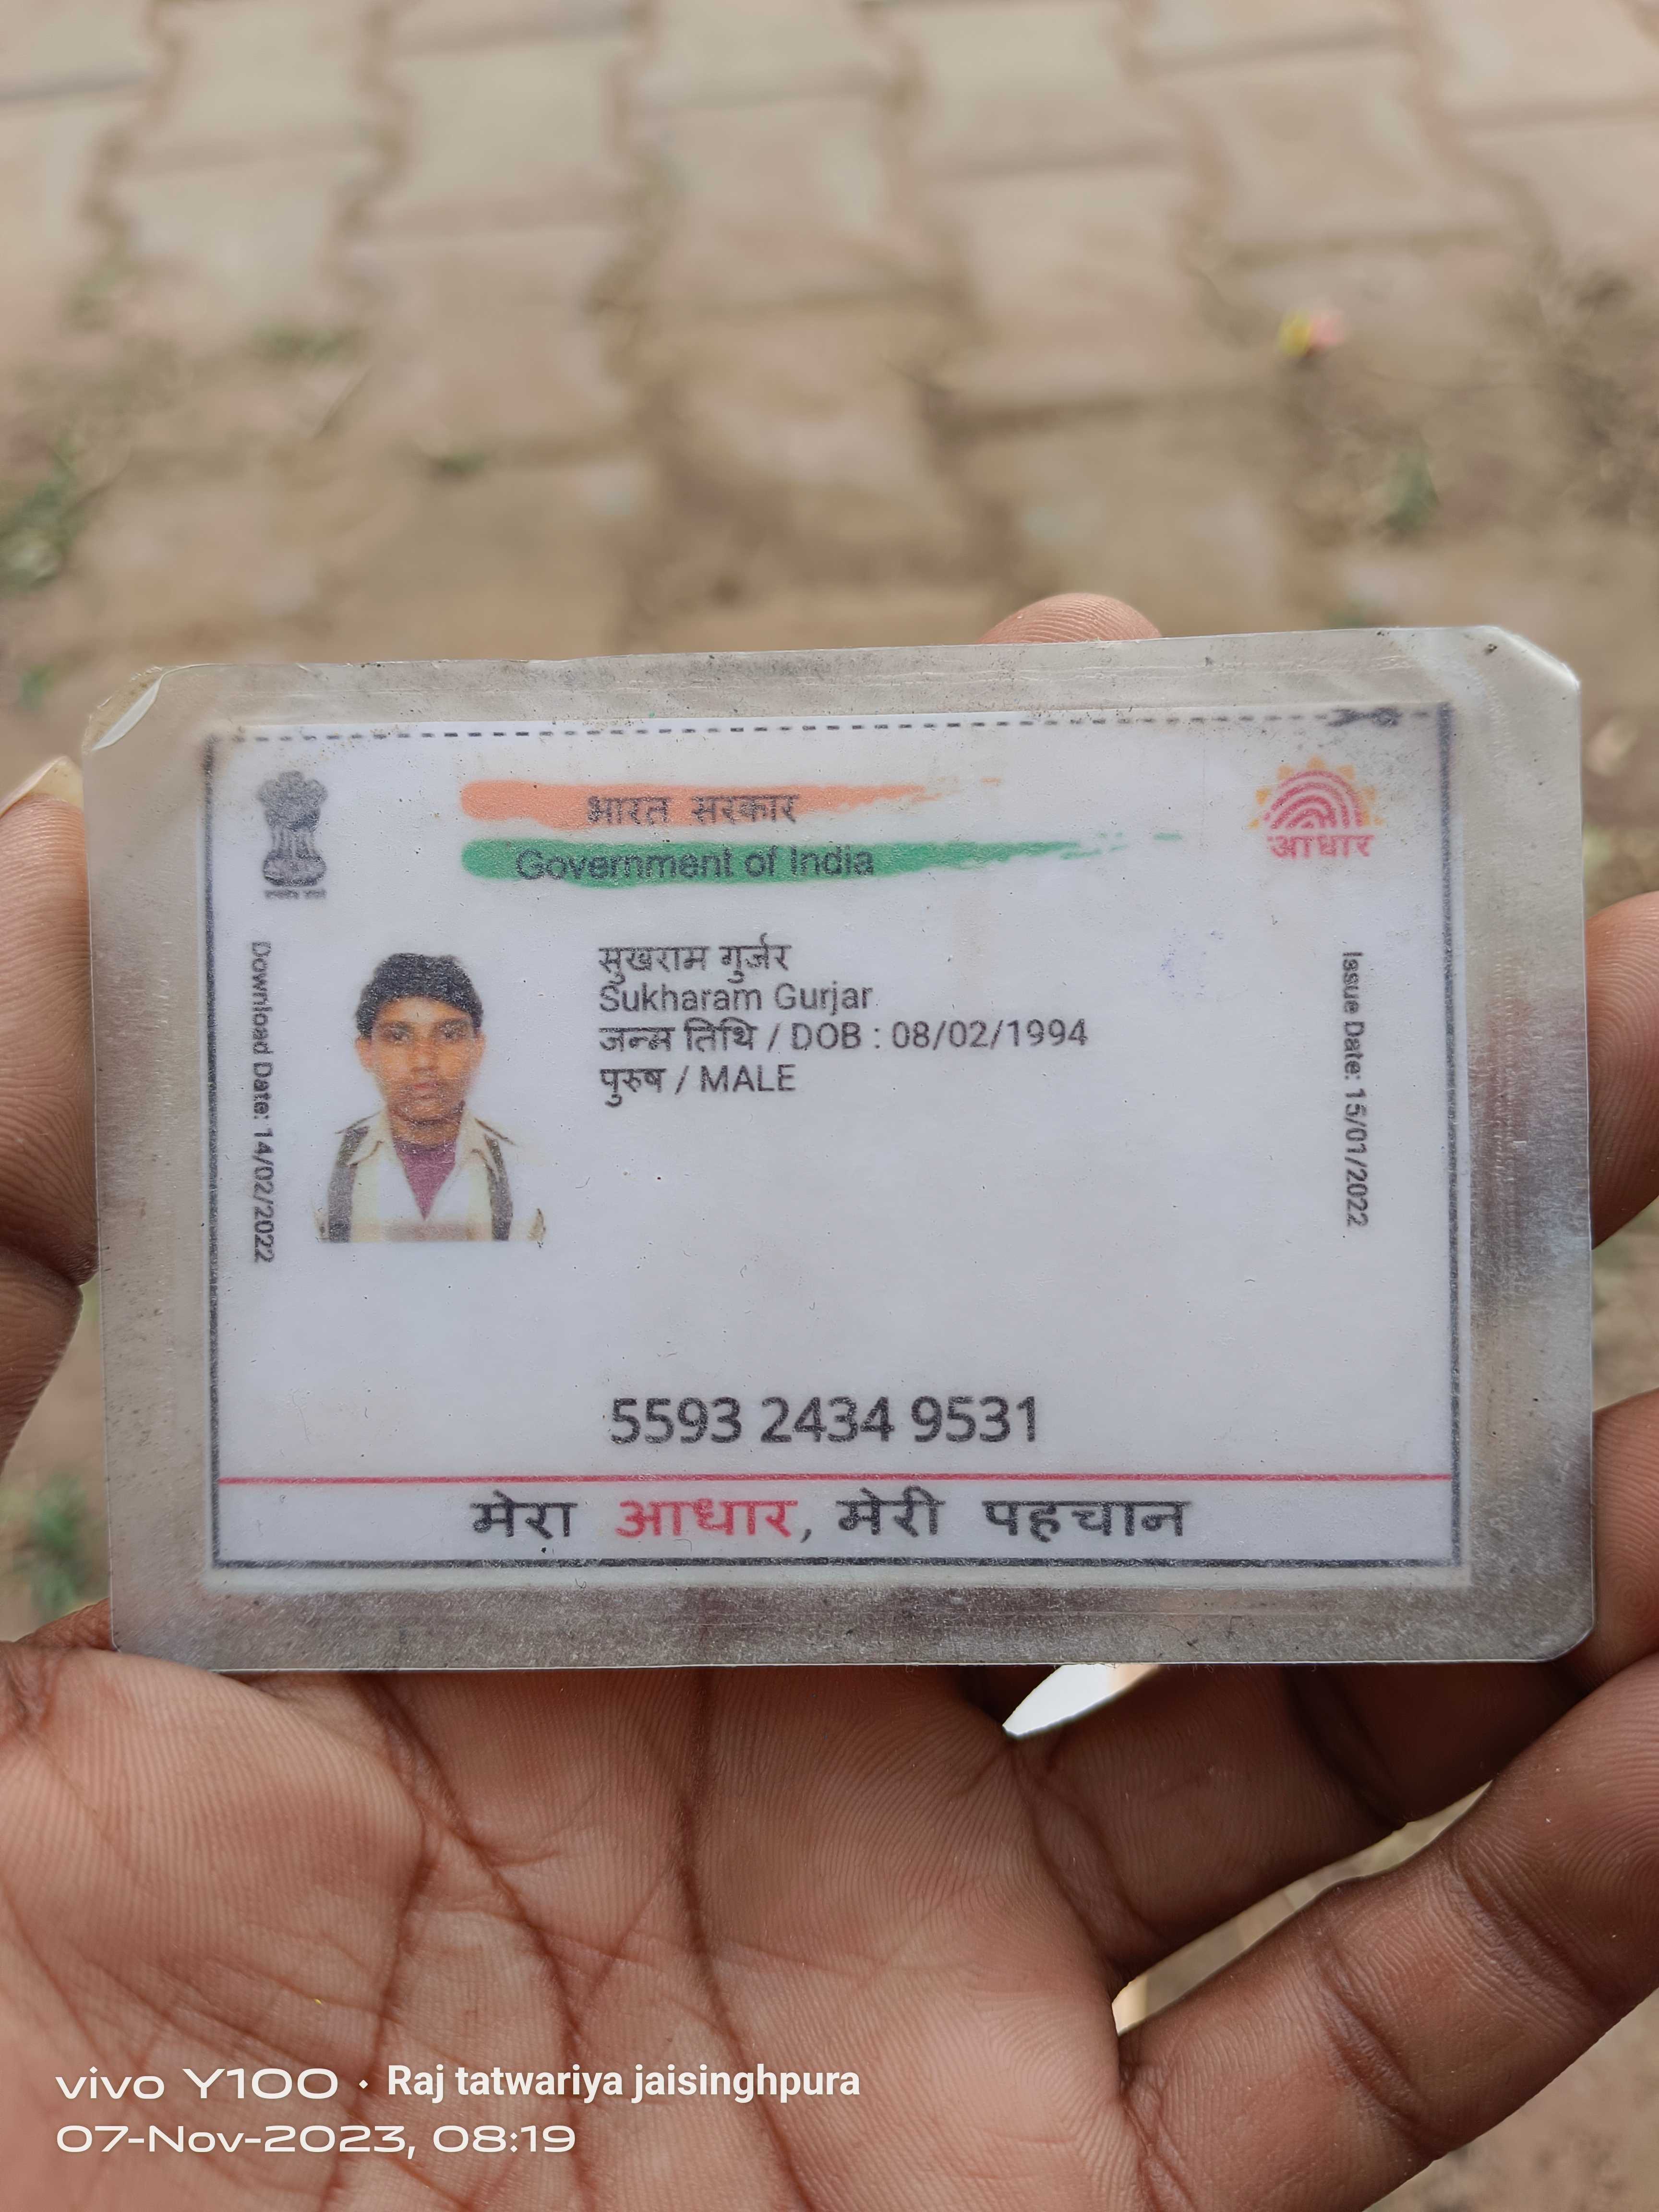 भारत सरकार
Government of India
आधार
Download Date: 14/02/2022
सुखराम गुर्जर
Sukharam Gurjar
जन्म तिथि / DOB : 08/02/1994
पुरुष / MALE
Issue Date: 15/01/2022
5593 2434 9531
मेरा आधार, मेरी पहचान
vivo Y100 · Raj tatwariya jaisinghpura
07-Nov-2023, 08:19